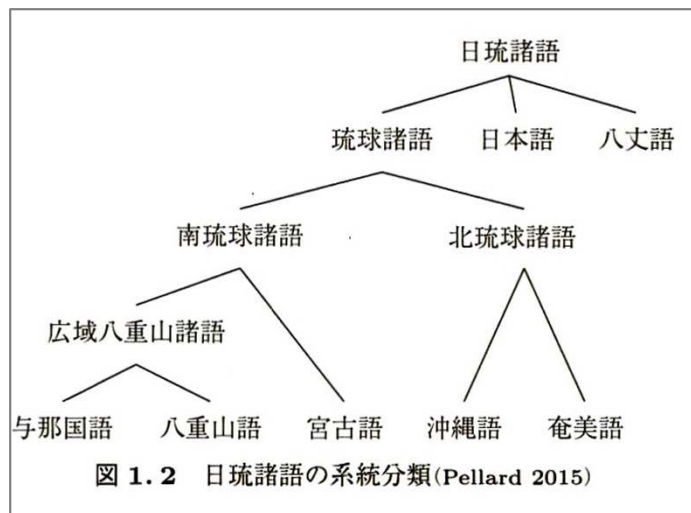 日琉諸語
琉球諸語 日本語 八丈語
南琉球諸語 北琉球諸語
広域八重山諸語
与那国語 八重山語 宮古語 沖縄語 奄美語
図 1.2 日琉諸語の系統分類(Pellard 2015)